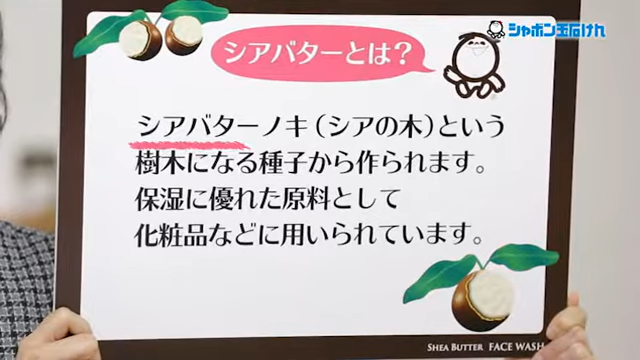 シャボン玉石けん
シアバターとは?
シアバターノキ(シアの木)という
樹木になる種子から作られます。
保湿に優れた原料として
化粧品などに用いられています。
SHEA BUTTER FACE WASH